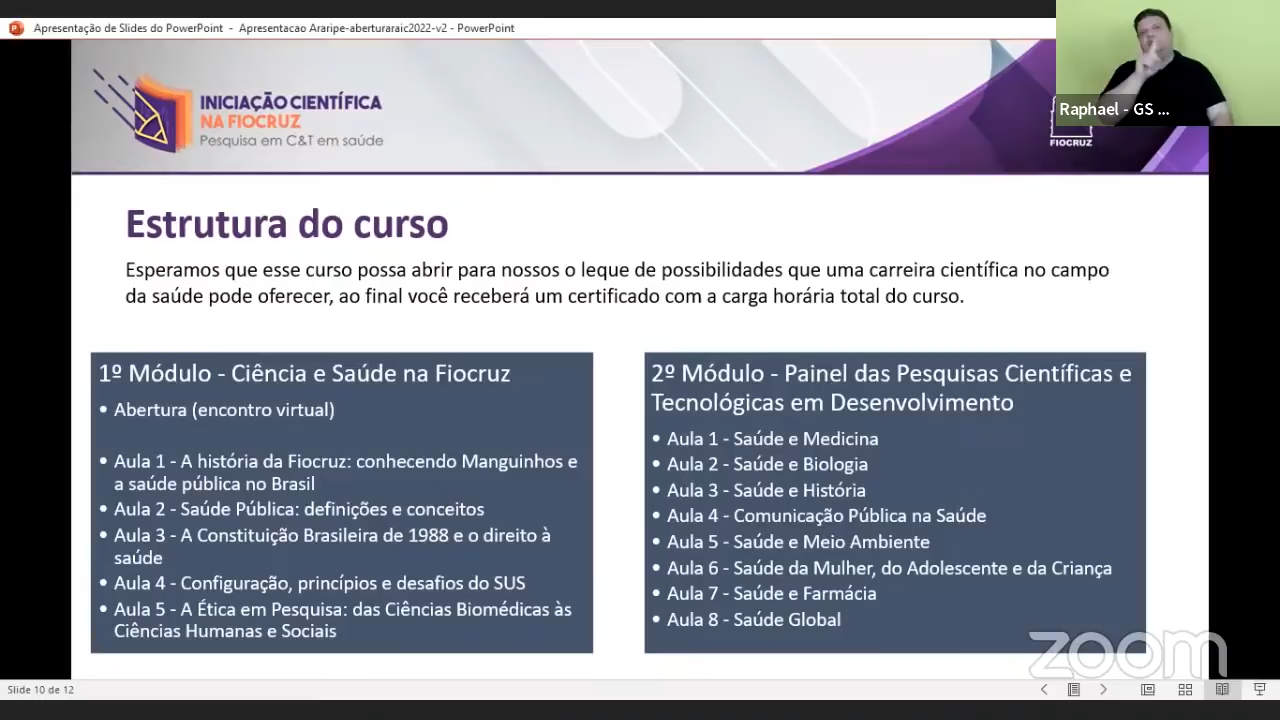 Apresentação de Slides do PowerPoint - Apresentacao Araripe-aberturaraic2022-v2 - PowerPoint
INICIAÇÃO CIENTÍFICA
NA FIOCRUZ
Pesquisa em C&T em saúde
Raphael - GS ...
FIOCRUZ
Estrutura do curso
Esperamos que esse curso possa abrir para nossos o leque de possibilidades que uma carreira científica no campo
da saúde pode oferecer, ao final você receberá um certificado com a carga horária total do curso.
1º Módulo - Ciência e Saúde na Fiocruz
• Abertura (encontro virtual)
• Aula 1 - A história da Fiocruz: conhecendo Manguinhos e
a saúde pública no Brasil
• Aula 2 - Saúde Pública: definições e conceitos
• Aula 3 - A Constituição Brasileira de 1988 e o direito à
saúde
• Aula 4 - Configuração, princípios e desafios do SUS
• Aula 5 - A Ética em Pesquisa: das Ciências Biomédicas às
Ciências Humanas e Sociais
2º Módulo - Painel das Pesquisas Científicas e
Tecnológicas em Desenvolvimento
• Aula 1 - Saúde e Medicina
• Aula 2 - Saúde e Biologia
• Aula 3 - Saúde e História
• Aula 4 - Comunicação Pública na Saúde
• Aula 5 - Saúde e Meio Ambiente
• Aula 6 - Saúde da Mulher, do Adolescente e da Criança
• Aula 7 - Saúde e Farmácia
• Aula 8 - Saúde Global
zoom
Slide 10 de 12